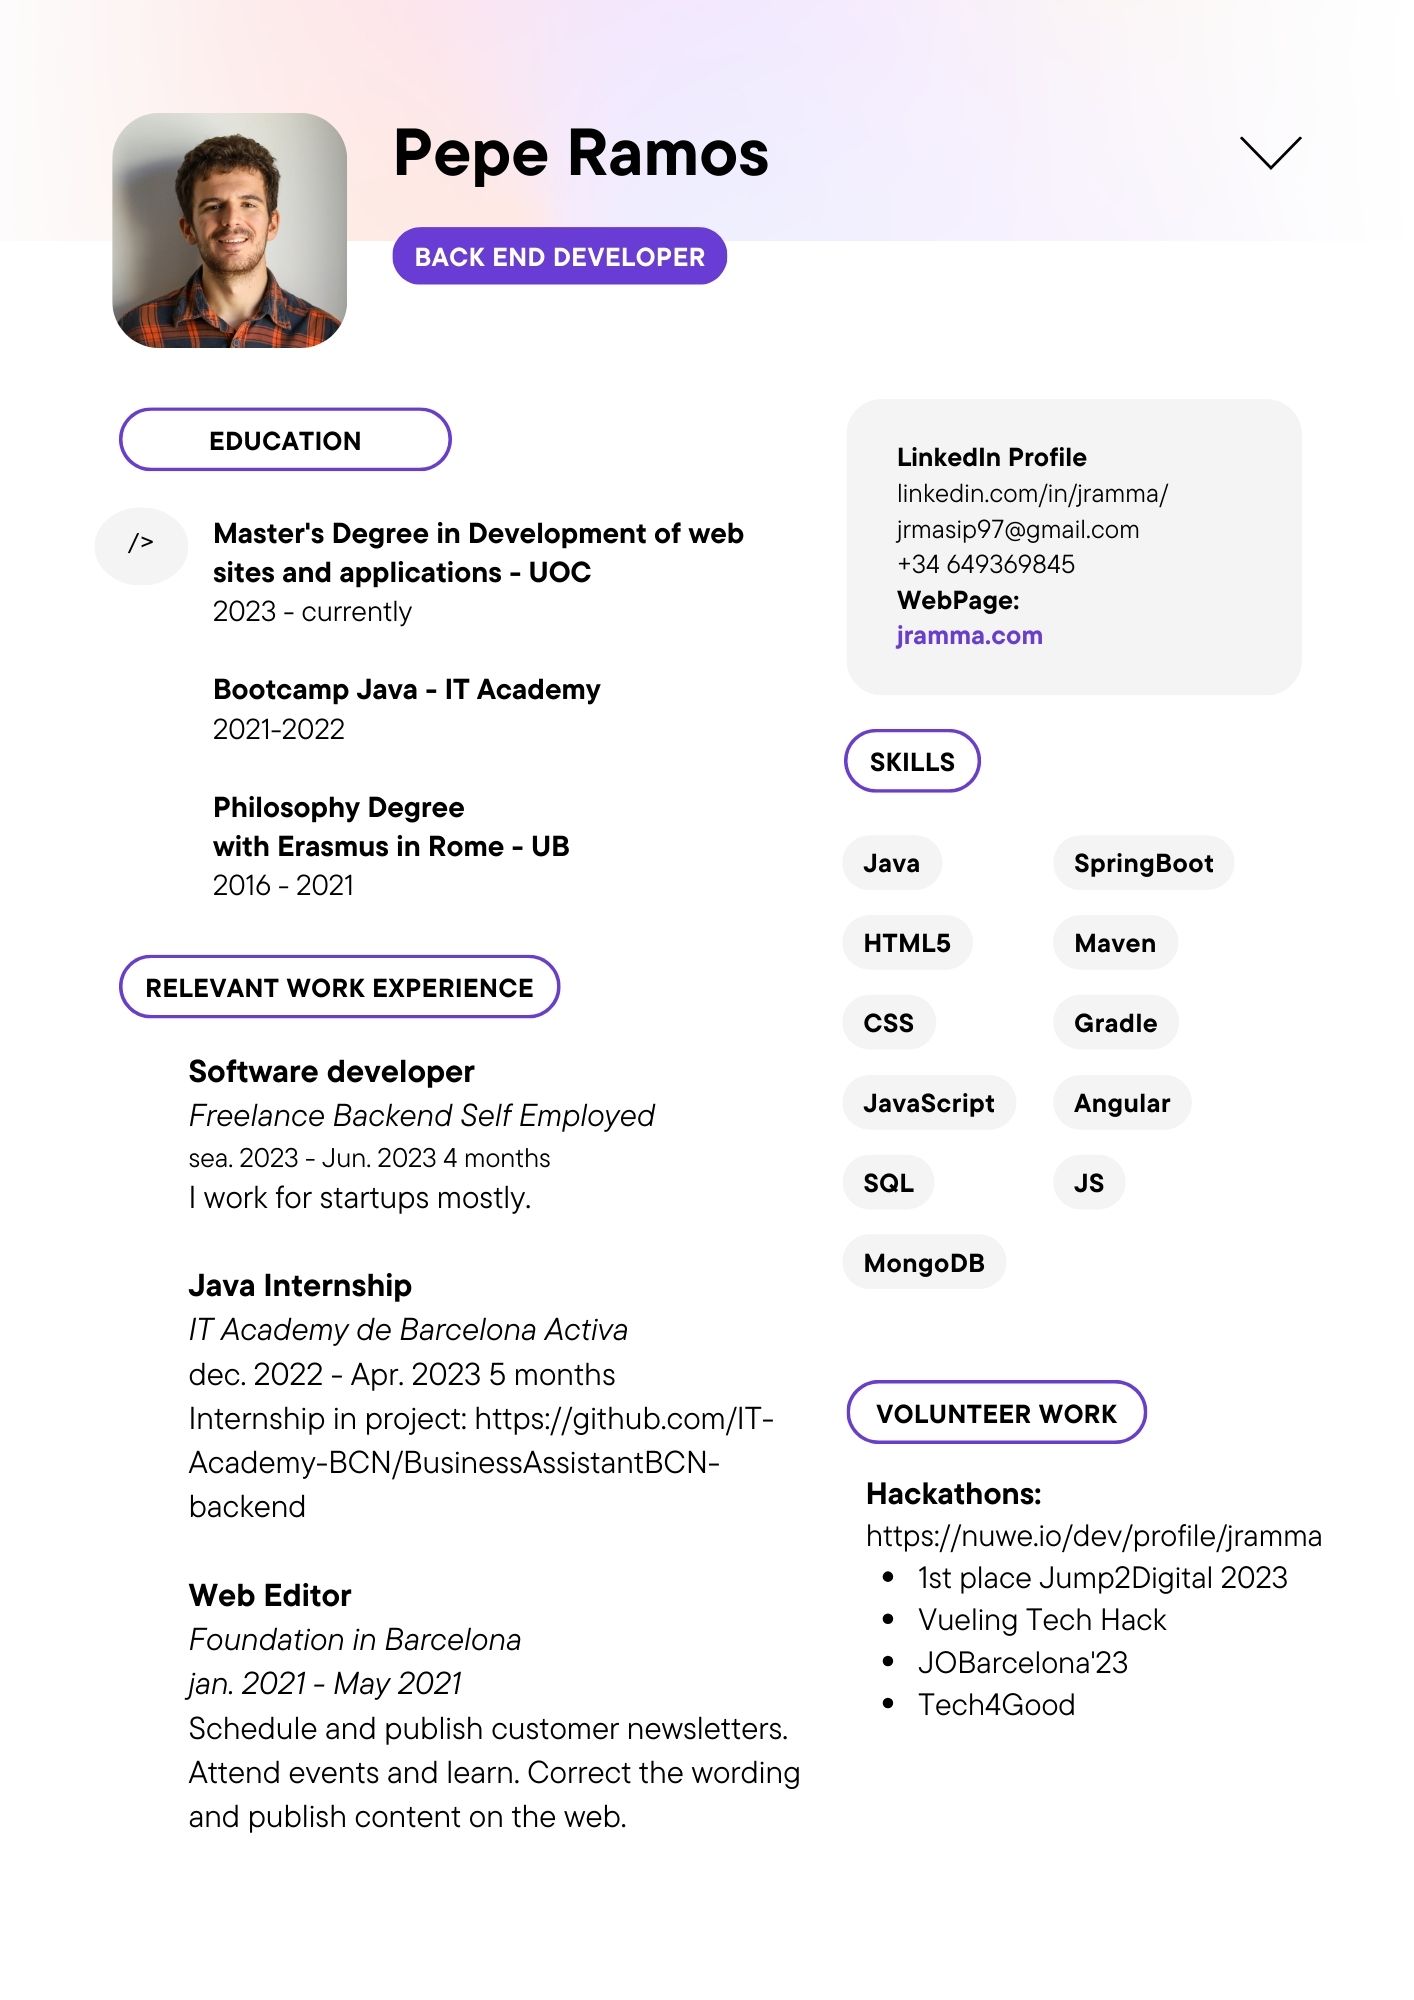 Pepe Ramos
BACK END DEVELOPER
EDUCATION
/>
Master's Degree in Development of web
sites and applications - UOC
2023 - currently
Bootcamp Java - IT Academy
2021-2022
Philosophy Degree
with Erasmus in Rome - UB
2016 - 2021
RELEVANT WORK EXPERIENCE
Software developer
Freelance Backend Self Employed
sea. 2023 - Jun. 2023 4 months
I work for startups mostly.
Java Internship
IT Academy de Barcelona Activa
dec. 2022 - Apr. 2023 5 months
Internship in project: https://github.com/IT-
Academy-BCN/BusinessAssistantBCN-
backend
Web Editor
Foundation in Barcelona
jan. 2021 - May 2021
Schedule and publish customer newsletters.
Attend events and learn. Correct the wording
and publish content on the web.
LinkedIn Profile
linkedin.com/in/jramma/
jrmasip97@gmail.com
+34 649369845
WebPage:
jramma.com
SKILLS
Java
SpringBoot
HTML5
Maven
CSS
Gradle
JavaScript
Angular
SQL
JS
MongoDB
VOLUNTEER WORK
Hackathons:
https://nuwe.io/dev/profile/jramma
• 1st place Jump2Digital 2023
• Vueling Tech Hack
• JOBarcelona'23
• Tech4Good